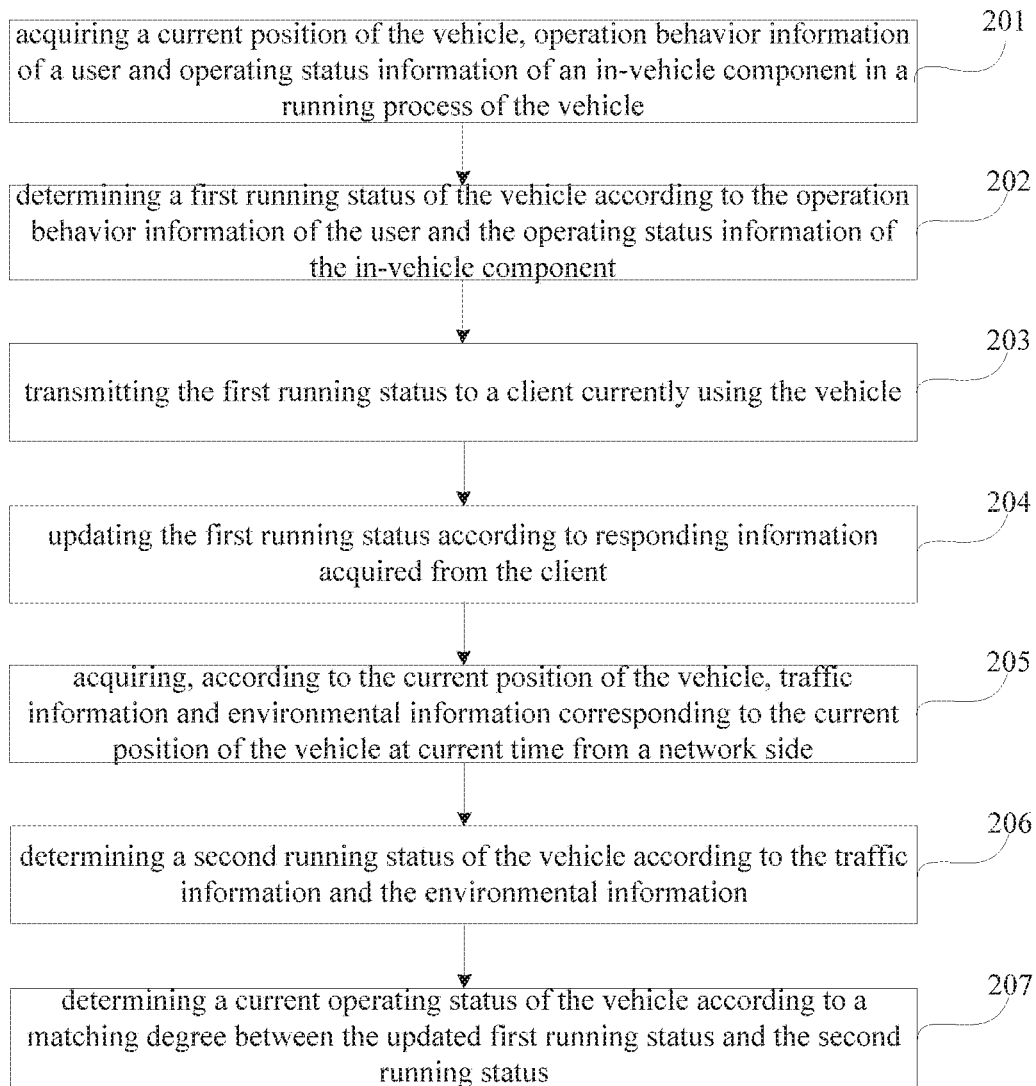 201
acquiring a current position of the vehicle, operation behavior information
of a user and operating status information of an in-vehicle component in a
running process of the vehicle
202
determining a first running status of the vehicle according to the operation
behavior information of the user and the operating status information of
the in-vehicle component
203
transmitting the first running status to a client currently using the vehicle
204
updating the first running status according to responding information
acquired from the client
205
acquiring, according to the current position of the vehicle, traffic
information and environmental information corresponding to the current
position of the vehicle at current time from a network side
206
determining a second running status of the vehicle according to the traffic
information and the environmental information
207
determining a current operating status of the vehicle according to a
matching degree between the updated first running status and the second
running status